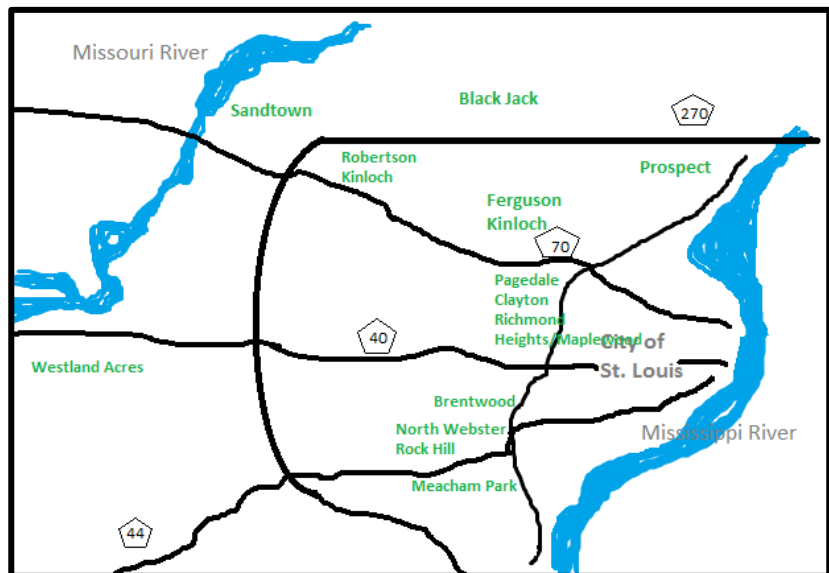 Missouri River
Sandtown
Black Jack
270
Robertson
Kinloch
Prospect
Ferguson
Kinloch
70
Pagedale
Clayton
Richmond
Heights/Maplewood
40
City of
St. Louis
Westland Acres
Brentwood
North Webster
Rock Hill
Mississippi River
Meacham Park
44